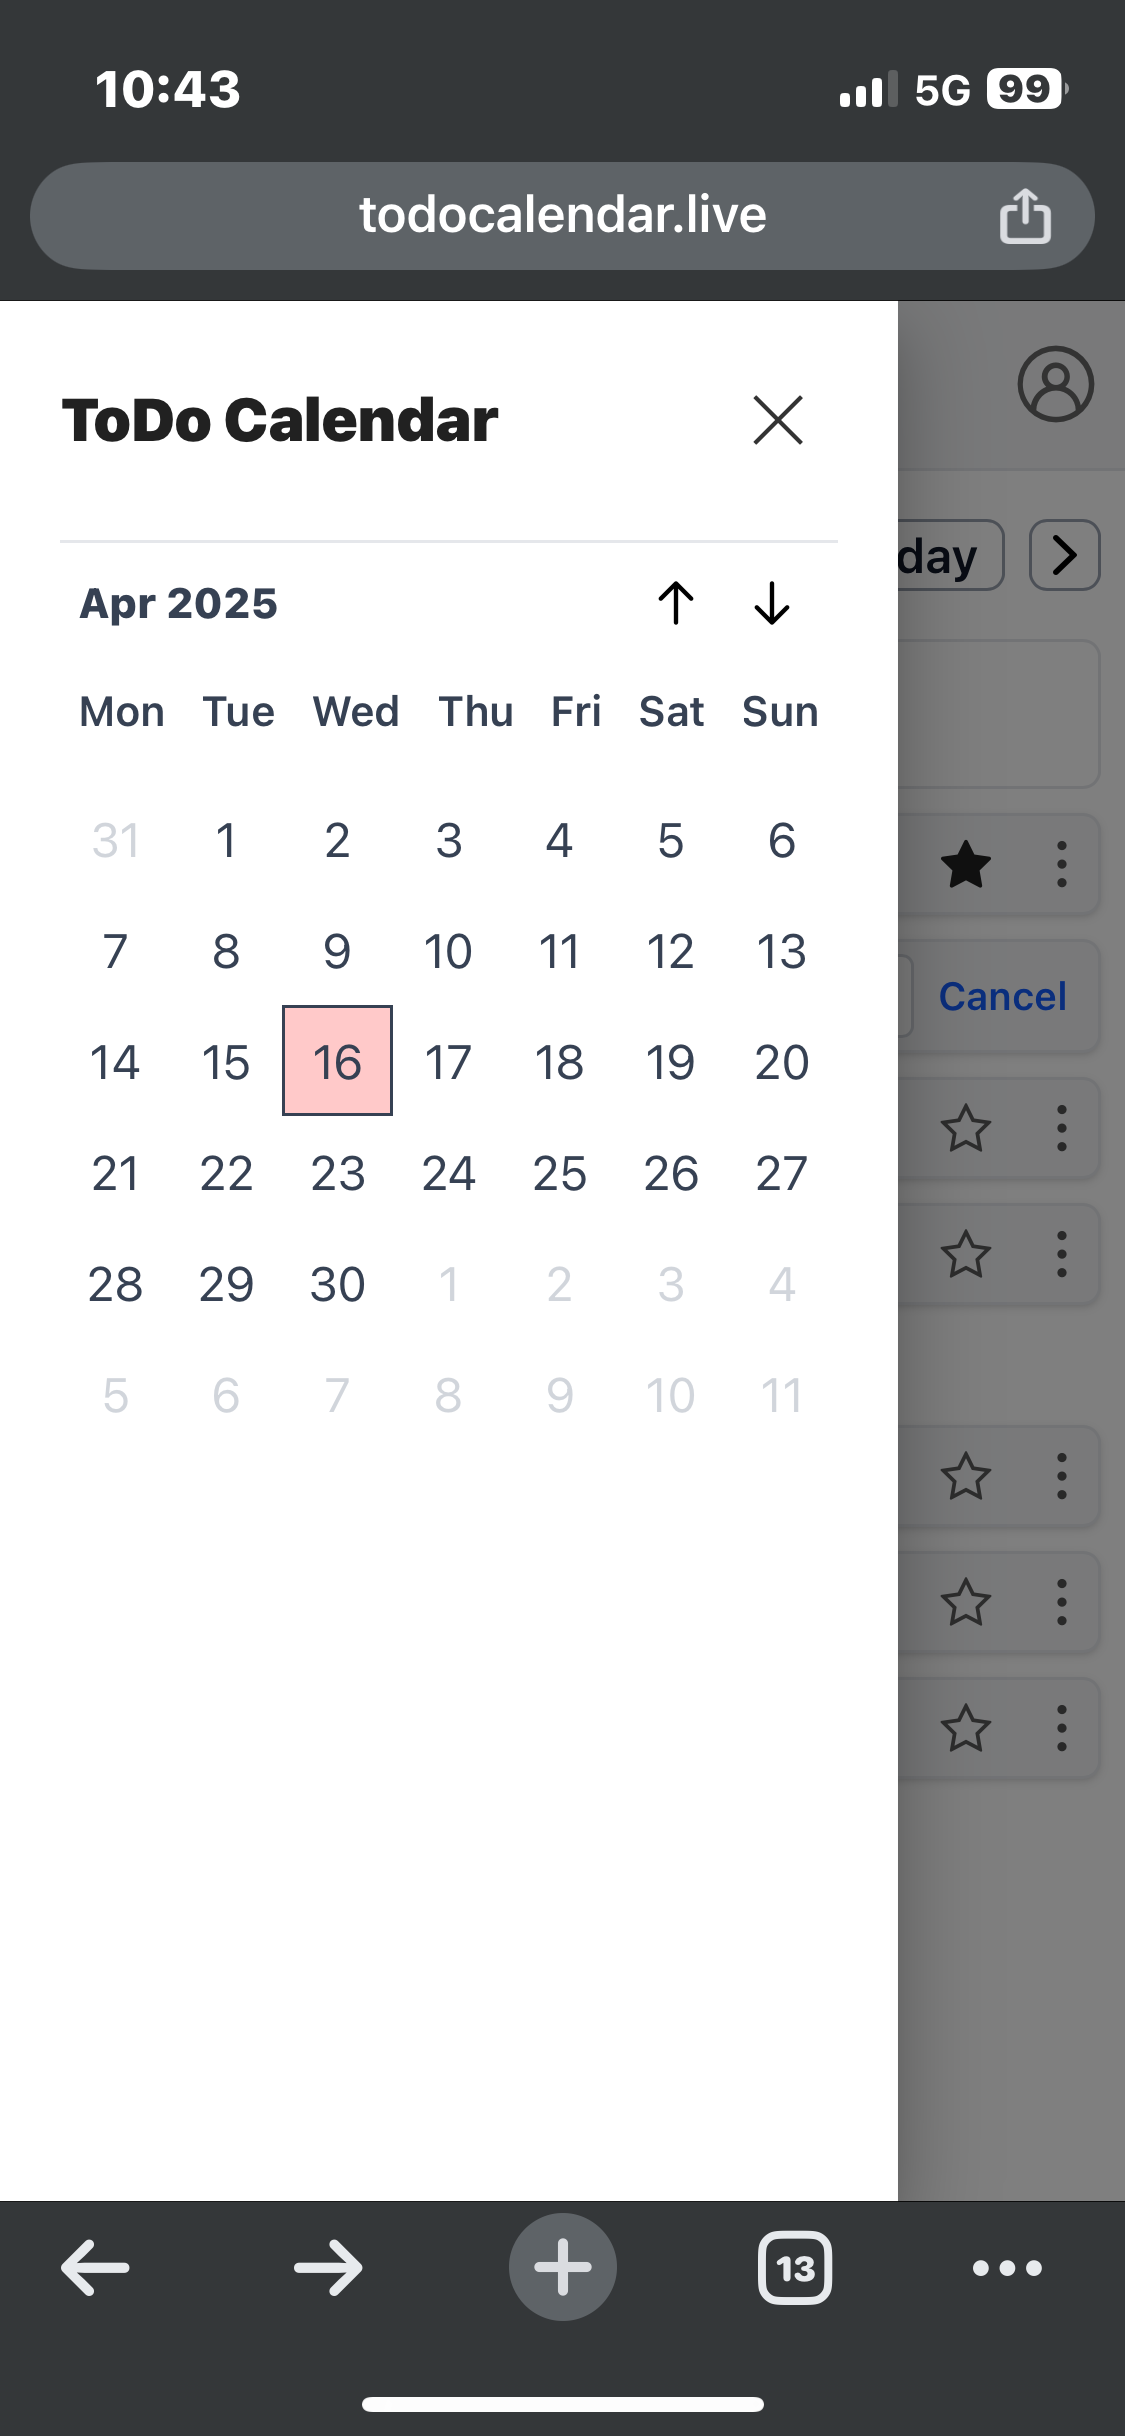 10:43 5G 99
todocalendar.live
ToDo Calendar
day
Apr 2025
Mon Tue Wed Thu Fri Sat Sun
31 1 2 3 4 5 6
7 8 9 10 11 12 13
Cancel
14 15 16 17 18 19 20
21 22 23 24 25 26 27
28 29 30 1 2 3 4
5 6 7 8 9 10 11
13